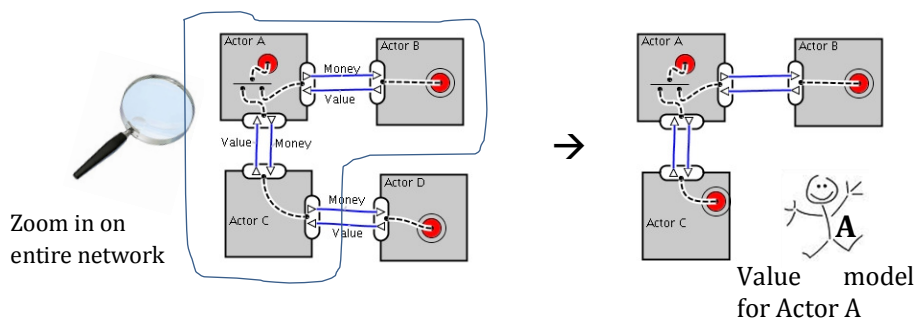 Actor A
Actor B
Money
Value
Value Money
Actor C
Actor D
Money
Value
Zoom in on
entire network
→
Actor A
Actor B
Actor C
A
Value model
for Actor A